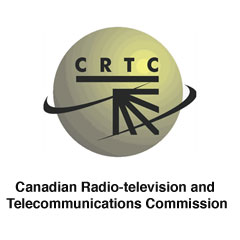 CRTC
Canadian Radio-television and
Telecommunications Commission